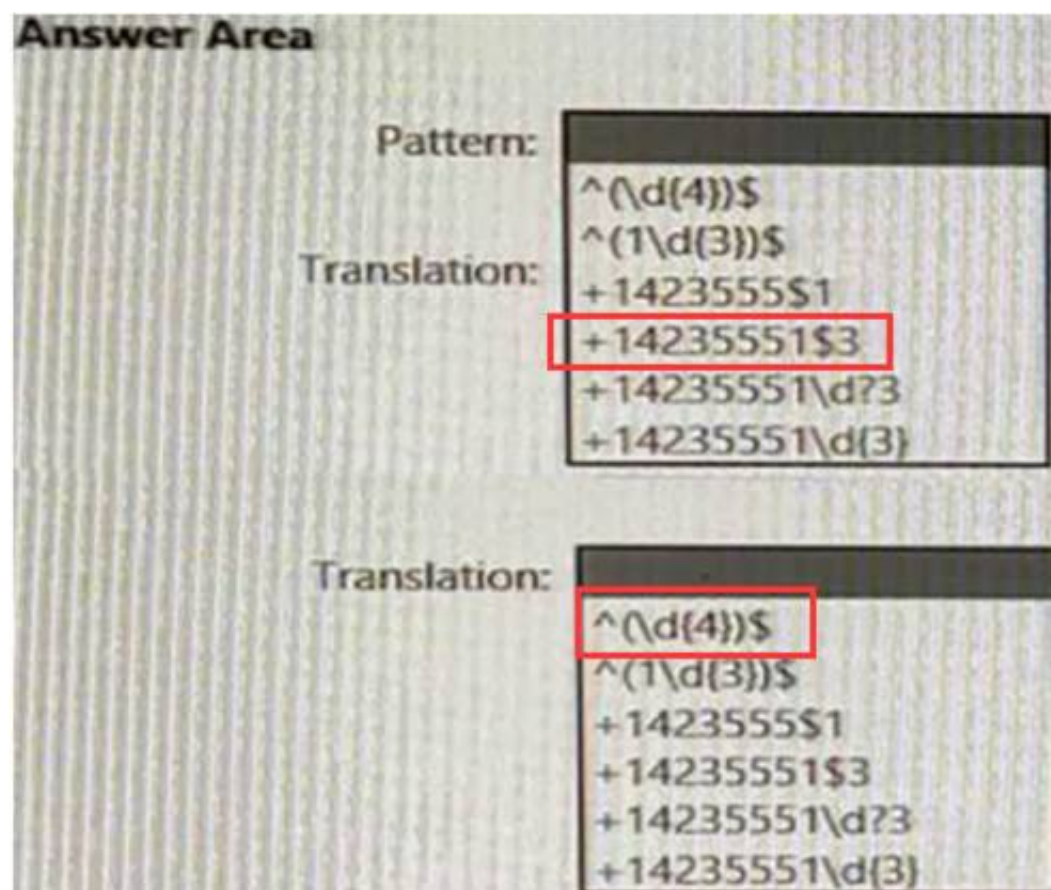 Answer Area
Pattern:
^(\d{4})$
^(1\d{3})$
Translation:
+1423555$1
+14235551$3
+14235551\d?3
+14235551\d{3}
Translation:
^(\d{4})$
^(1\d{3})$
+1423555$1
+14235551$3
+14235551\d?3
+14235551\d{3}